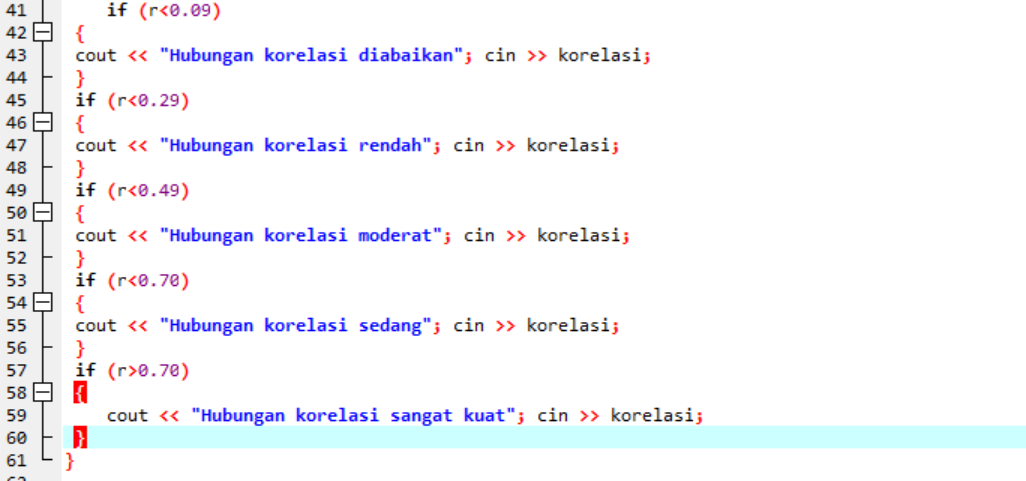 41 if (r<0.09)
42 {
43 cout << "Hubungan korelasi diabaikan"; cin >> korelasi;
44 }
45 if (r<0.29)
46 {
47 cout << "Hubungan korelasi rendah"; cin >> korelasi;
48 }
49 if (r<0.49)
50 {
51 cout << "Hubungan korelasi moderat"; cin >> korelasi;
52 }
53 if (r<0.70)
54 {
55 cout << "Hubungan korelasi sedang"; cin >> korelasi;
56 }
57 if (r>0.70)
58 {
59 cout << "Hubungan korelasi sangat kuat"; cin >> korelasi;
60 }
61 }